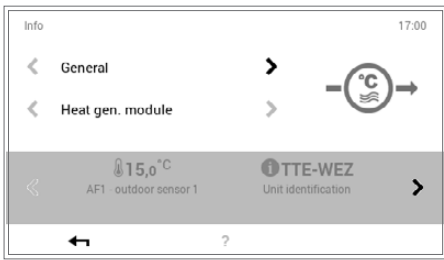 Info 17:00
General
Heat gen. module
°C
15,0°C TTE-WEZ
AF1 - outdoor sensor 1 Unit identification
?